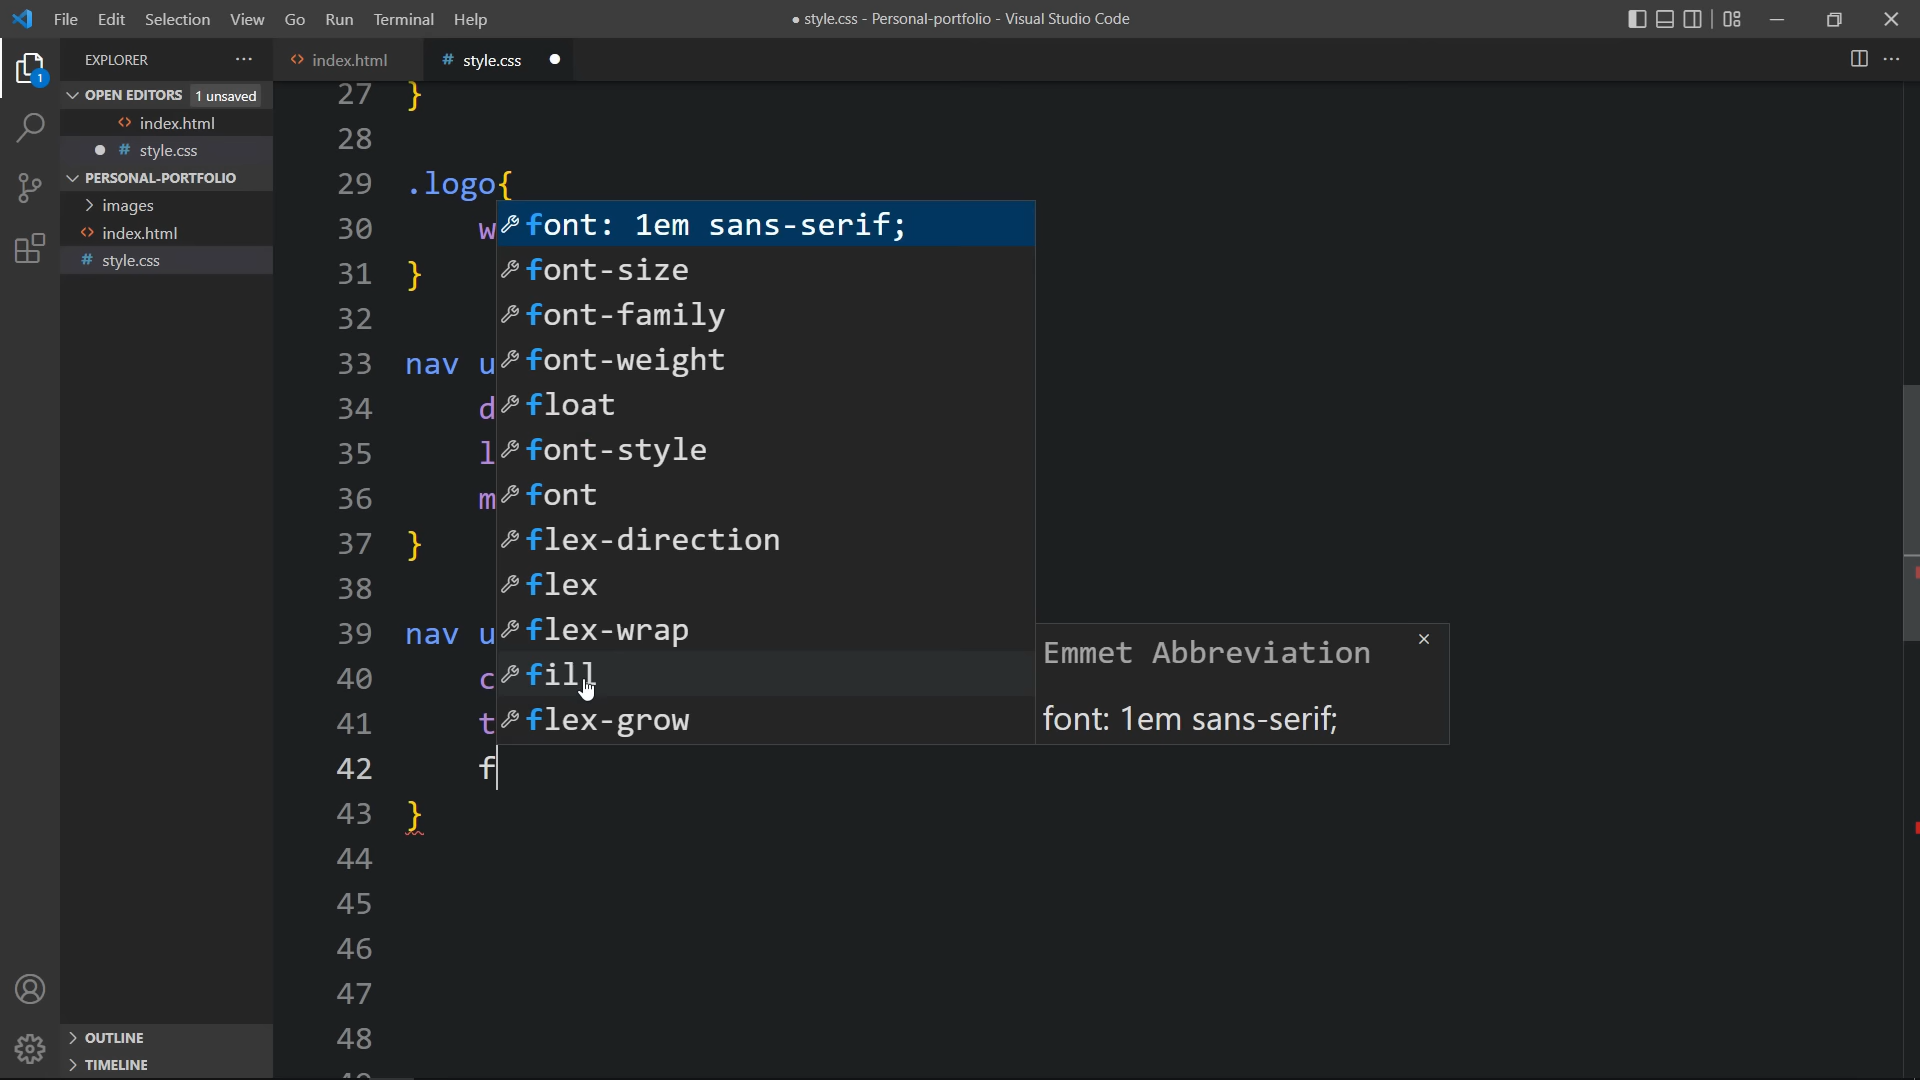 File Edit Selection View Go Run Terminal Help
● style.css - Personal-portfolio - Visual Studio Code
1
EXPLORER ···
OPEN EDITORS 1 unsaved
<> index.html
● # style.css
PERSONAL-PORTFOLIO
> images
<> index.html
# style.css
OUTLINE
TIMELINE
<> index.html
# style.css ●
27 }
28
29 .logo{
30 w
31 }
32
33 nav u
34 d
35 l
36 m
37 }
38
39 nav u
40 c
41 t
42 f
43 }
44
45
46
47
48
font: 1em sans-serif;
font-size
font-family
font-weight
float
font-style
font
flex-direction
flex
flex-wrap
fill
flex-grow
Emmet Abbreviation
font: 1em sans-serif;